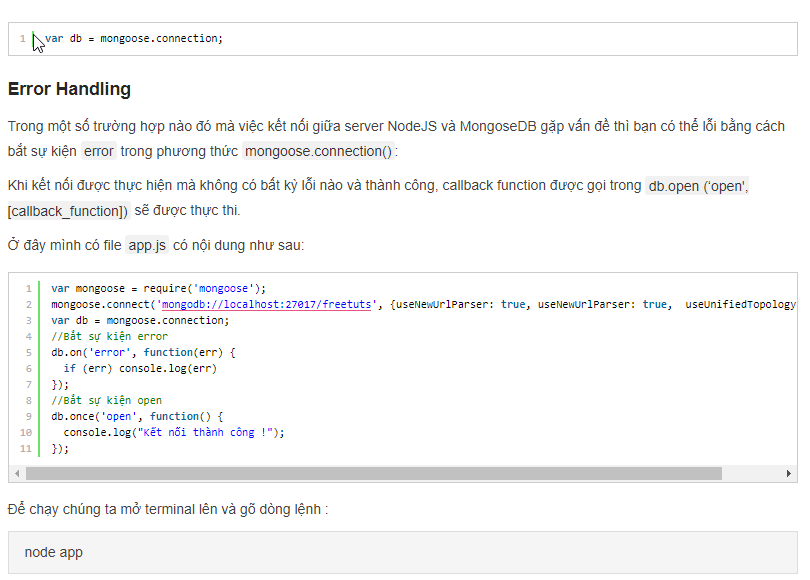 1 var db = mongoose.connection;
Error Handling
Trong một số trường hợp nào đó mà việc kết nối giữa server NodeJS và MongoseDB gặp vấn đề thì bạn có thể lỗi bằng cách
bắt sự kiện error trong phương thức mongoose.connection():
Khi kết nối được thực hiện mà không có bất kỳ lỗi nào và thành công, callback function được gọi trong db.open (‘open',
[callback_function]) sẽ được thực thi.
Ở đây mình có file app.js có nội dung như sau:
1 var mongoose = require('mongoose');
2 mongoose.connect('mongodb://localhost:27017/freetuts', {useNewUrlParser: true, useNewUrlParser: true, useUnifiedTopology
3 var db = mongoose.connection;
4 //Bắt sự kiện error
5 db.on('error', function(err) {
6 if (err) console.log(err)
7 });
8 //Bắt sự kiện open
9 db.once('open', function() {
10 console.log("Kết nối thành công !");
11 });
Để chạy chúng ta mở terminal lên và gõ dòng lệnh :
node app